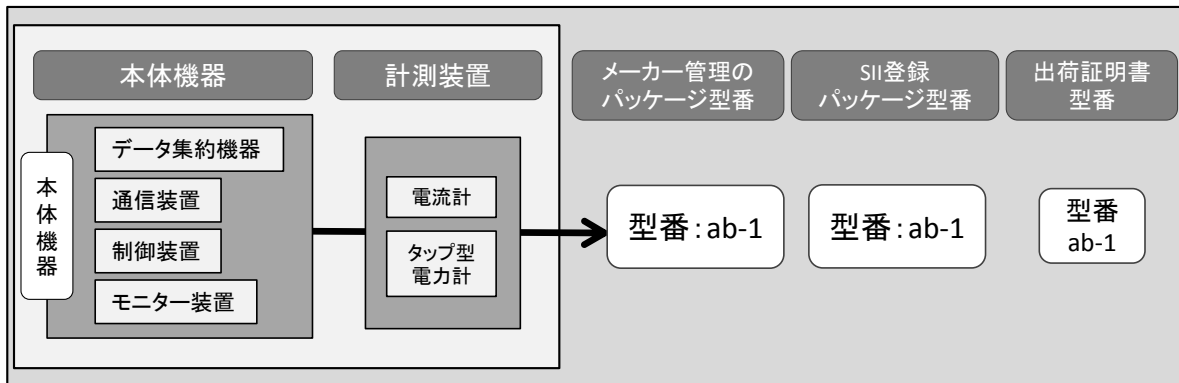 本体機器
計測装置
メーカー管理の
パッケージ型番
SII登録
パッケージ型番
出荷証明書
型番
本体機器
データ集約機器
通信装置
制御装置
モニター装置
電流計
タップ型
電力計
型番：ab-1
型番：ab-1
型番
ab-1